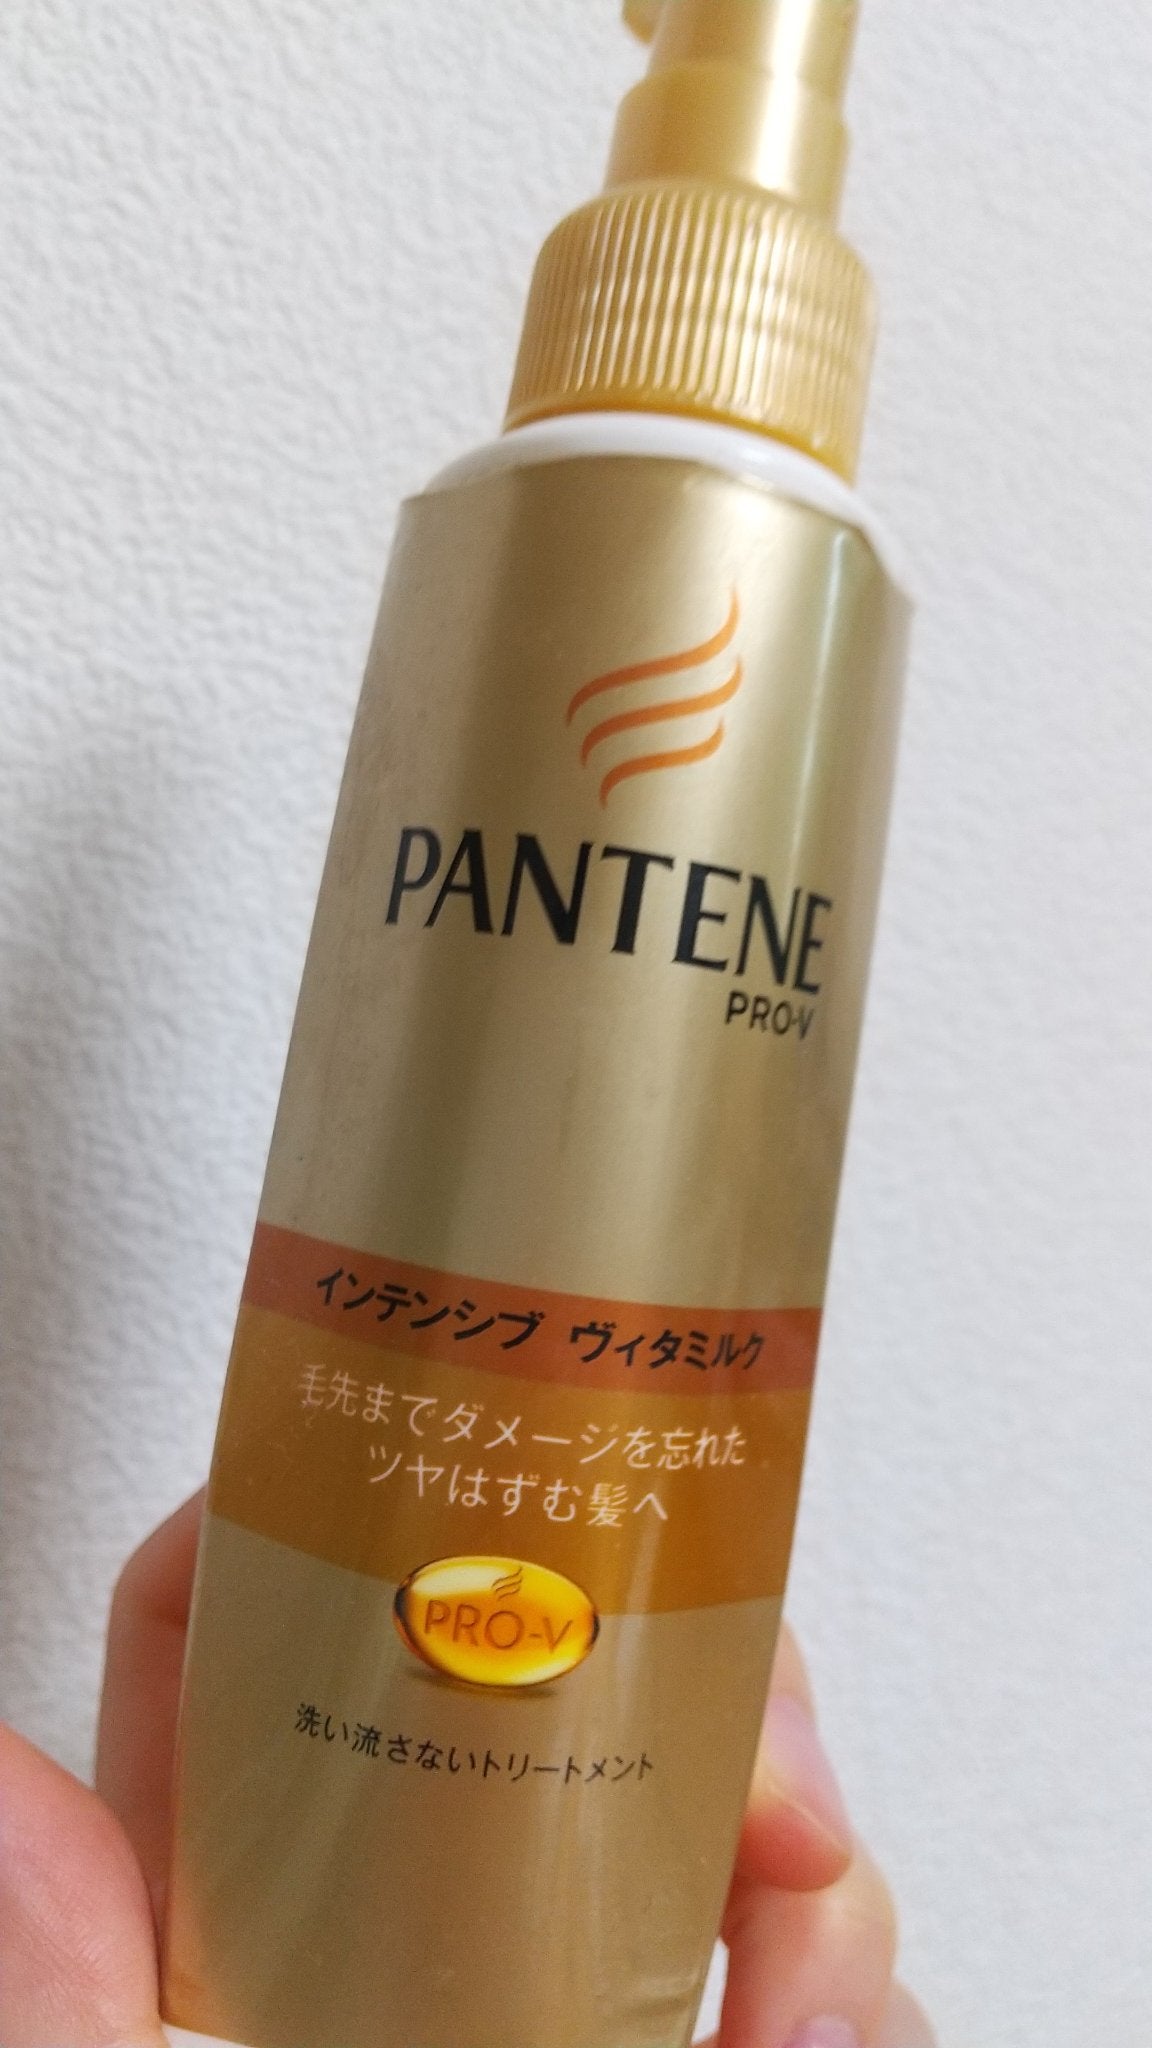 PANTENE
PRO-V
インテンシブ ヴィタミルク
毛先までダメージを忘れた
ツヤはずむ髪へ
PRO-V
洗い流さないトリートメント